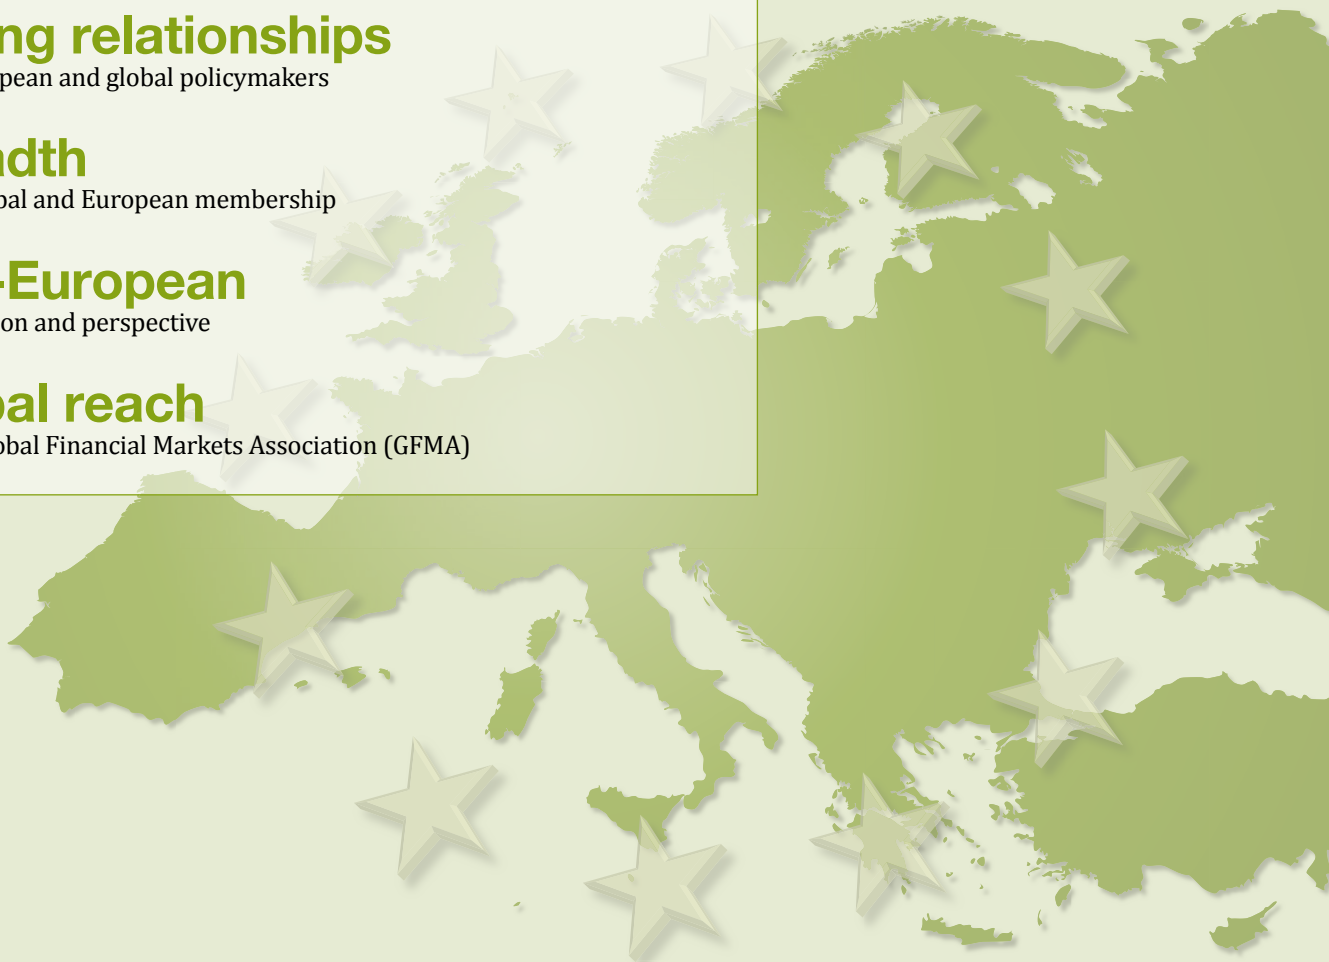 ng relationships
pean and global policymakers
dth
bal and European membership
-European
on and perspective
al reach
obal Financial Markets Association (GFMA)